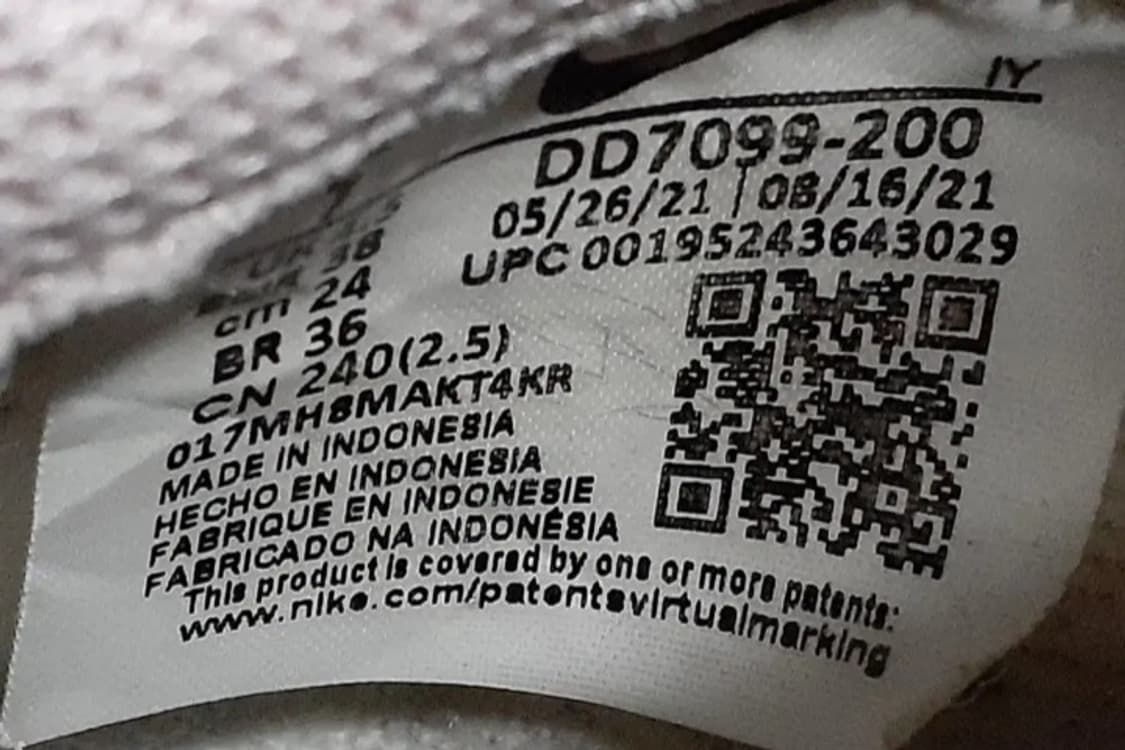 IY
DD7099-200
05/26/21 | 08/16/21
UPC 00195243643029
38
cm 24
BR 36
CN 240(2.5)
017MH8MAKT4KR
MADE IN INDONESIA
HECHO EN INDONESIA
FABRIQUE EN INDONESIE
FABRICADO NA INDONÉSIA
This product is covered by one or more patents:
www.nike.com/patentsvirtualmarking